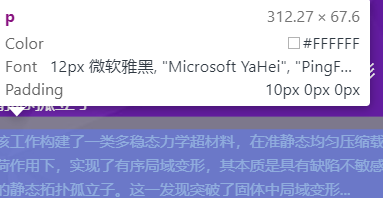 p 312.27 × 67.6
Color #FFFFFF
Font 12px 微软雅黑, "Microsoft YaHei", "PingF...
Padding 10px 0px 0px
亥工作构建了一类多稳态力学超材料，在准静态均匀压缩载
荷作用下，实现了有序局域变形，其本质是具有缺陷不敏感
的静态拓扑孤立子。这一发现突破了固体中局域变形...